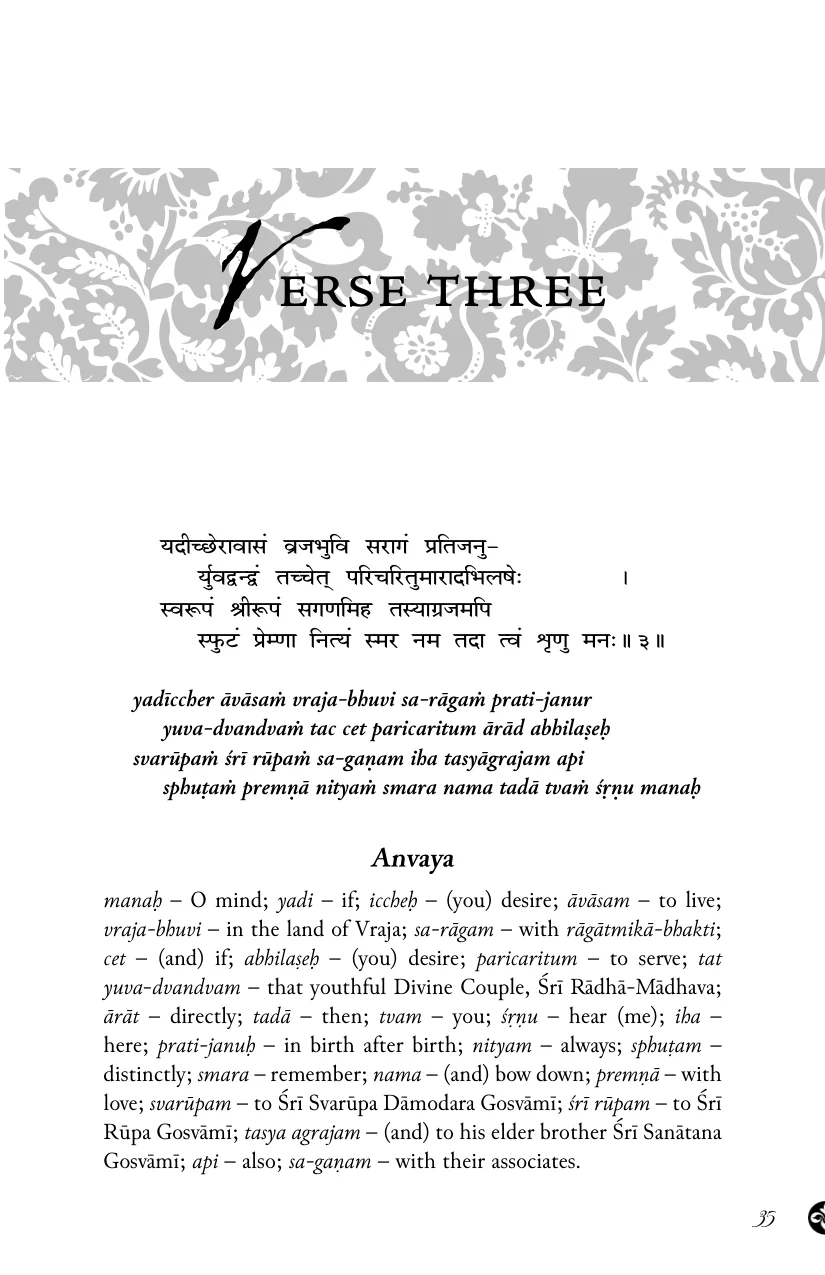 VERSE THREE
यदीच्छेरावासं व्रजभुवि सरागं प्रतिजनु-
र्युवद्वन्द्वं तच्चेत् परिचरितुमारादभिलषेः ।
स्वरूपं श्रीरूपं सगणमिह तस्याग्रजमपि
स्फुटं प्रेम्णा नित्यं स्मर नम तदा त्वं शृणु मनः॥ ३॥
yadīccher āvāsaṁ vraja-bhuvi sa-rāgaṁ prati-janur
yuva-dvandvaṁ tac cet paricaritum ārād abhilaṣeḥ
svarūpaṁ śrī rūpaṁ sa-gaṇam iha tasyāgrajam api
sphuṭaṁ premṇā nityaṁ smara nama tadā tvaṁ śṛṇu manaḥ
Anvaya
manaḥ – O mind; yadi – if; iccheḥ – (you) desire; āvāsam – to live;
vraja-bhuvi – in the land of Vraja; sa-rāgam – with rāgātmikā-bhakti;
cet – (and) if; abhilaṣeḥ – (you) desire; paricaritum – to serve; tat
yuva-dvandvam – that youthful Divine Couple, Śrī Rādhā-Mādhava;
ārāt – directly; tadā – then; tvam – you; śṛṇu – hear (me); iha –
here; prati-januḥ – in birth after birth; nityam – always; sphuṭam –
distinctly; smara – remember; nama – (and) bow down; premṇā – with
love; svarūpam – to Śrī Svarūpa Dāmodara Gosvāmī; śrī rūpam – to Śrī
Rūpa Gosvāmī; tasya agrajam – (and) to his elder brother Śrī Sanātana
Gosvāmī; api – also; sa-gaṇam – with their associates.
35